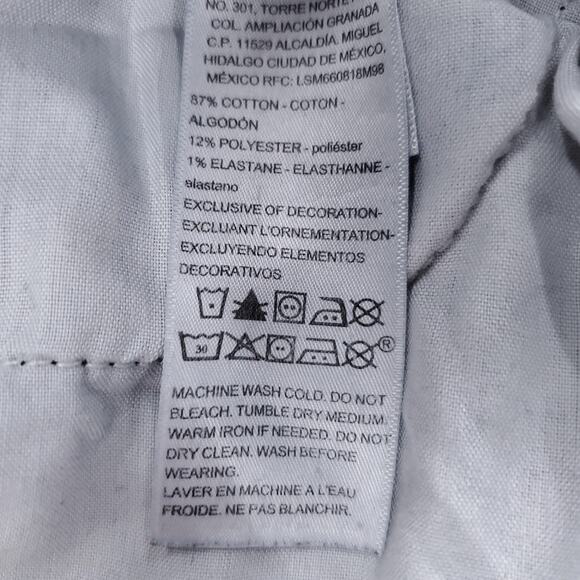 NO. 301, TORRE NORTE
COL. AMPLIACIÓN GRANADA
C.P. 11529 ALCALDÍA, MIGUEL
HIDALGO CIUDAD DE MÉXICO,
MÉXICO RFC: LSM660818M98
87% COTTON - COTON -
ALGODÓN
12% POLYESTER - poliéster
1% ELASTANE - ELASTHANNE -
elastano
EXCLUSIVE OF DECORATION-
EXCLUANT L'ORNEMENTATION-
EXCLUYENDO ELEMENTOS
DECORATIVOS
30 ®
MACHINE WASH COLD. DO NOT
BLEACH. TUMBLE DRY MEDIUM.
WARM IRON IF NEEDED. DO NOT
DRY CLEAN. WASH BEFORE
WEARING.
LAVER EN MACHINE A L'EAU
FROIDE. NE PAS BLANCHIR.